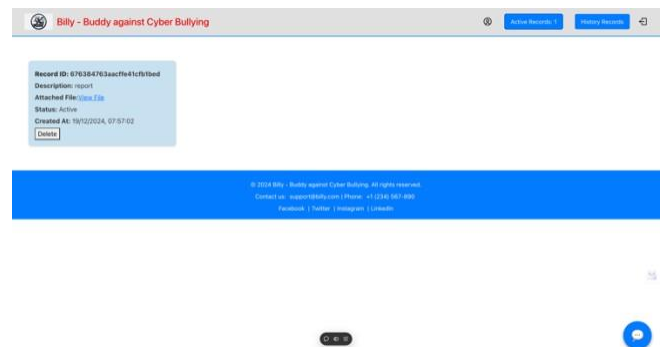 Billy - Buddy against Cyber Bullying
Active Records: 1
History Records
Record ID: 676384763aacffe41cfb1bed
Description: report
Attached File:View File
Status: Active
Created At: 19/12/2024, 07:57:02
Delete
© 2024 Billy - Buddy against Cyber Bullying. All rights reserved.
Contact us: support@billy.com | Phone: +1 (234) 567-890
Facebook | Twitter | Instagram | LinkedIn